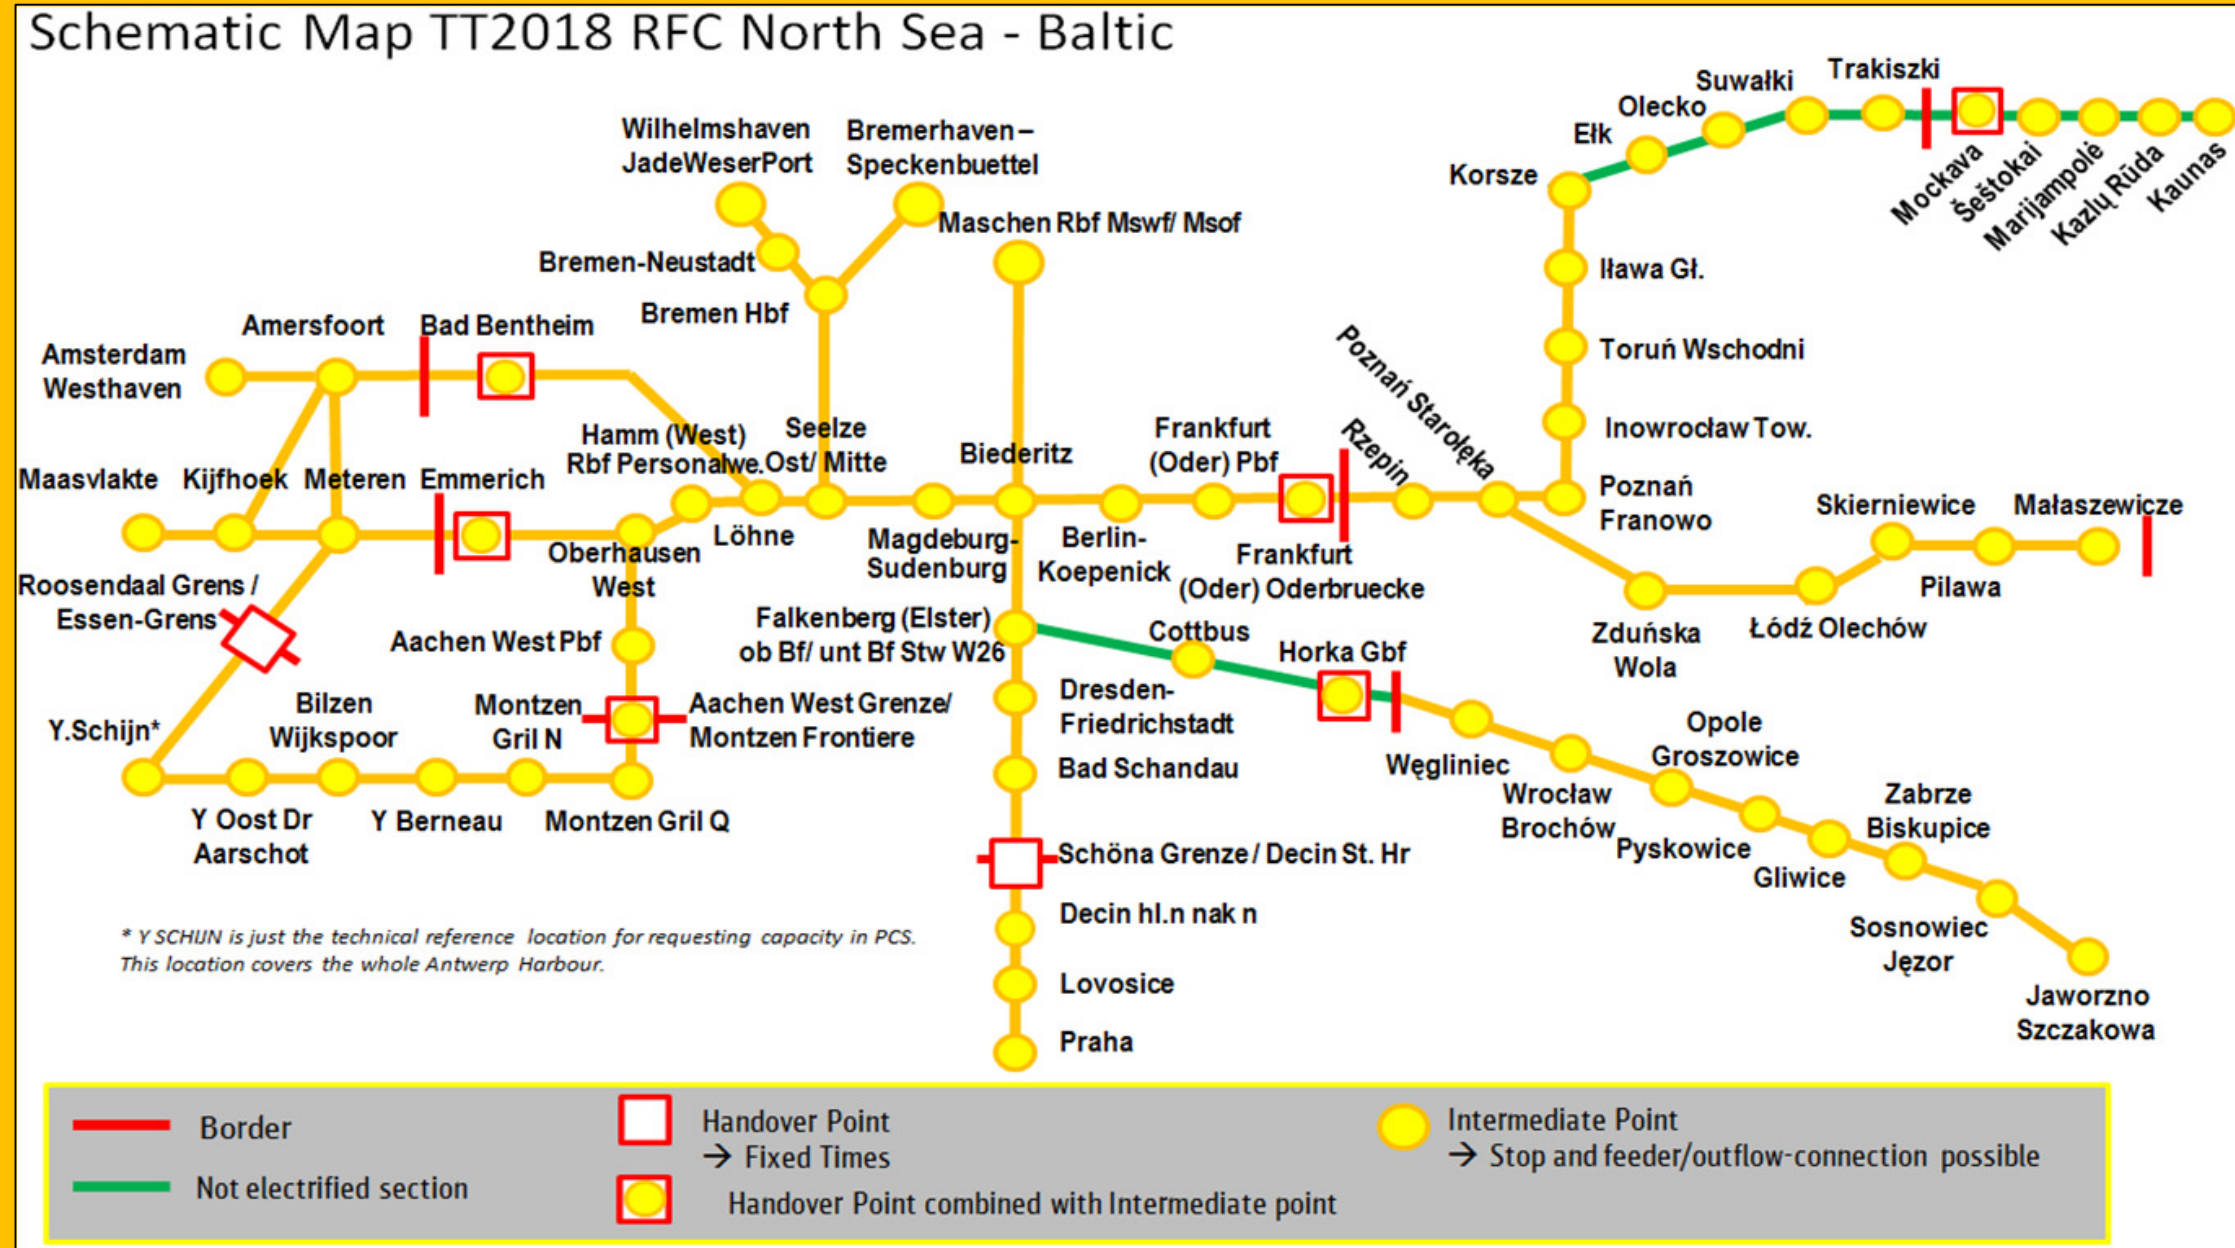 Schematic Map TT2018 RFC North Sea - Baltic
Suwałki
Trakiszki
Olecko
Ełk
Korsze
Mockava
Šeštokai
Marijampolė
Kazlų Rūda
Kaunas
Wilhelmshaven
JadeWeserPort
Bremerhaven –
Speckenbuettel
Maschen Rbf Mswf/ Msof
Bremen-Neustadt
Bremen Hbf
Iława Gł.
Toruń Wschodni
Inowrocław Tow.
Poznań
Franowo
Amsterdam
Westhaven
Amersfoort
Bad Bentheim
Hamm (West)
Rbf Personalwe.
Seelze
Ost/ Mitte
Biederitz
Frankfurt
(Oder) Pbf
Rzepin
Poznań Starołęka
Maasvlakte
Kijfhoek
Meteren
Emmerich
Skierniewice
Małaszewicze
Oberhausen
West
Löhne
Magdeburg-
Sudenburg
Berlin-
Koepenick
Frankfurt
(Oder) Oderbruecke
Pilawa
Zduńska
Wola
Łódź Olechów
Roosendaal Grens /
Essen-Grens
Aachen West Pbf
Falkenberg (Elster)
ob Bf/ unt Bf Stw W26
Cottbus
Horka Gbf
Y.Schijn*
Bilzen
Wijkspoor
Montzen
Gril N
Aachen West Grenze/
Montzen Frontiere
Dresden-
Friedrichstadt
Bad Schandau
Węgliniec
Opole
Groszowice
Wrocław
Brochów
Pyskowice
Zabrze
Biskupice
Gliwice
Y Oost Dr
Aarschot
Y Berneau
Montzen Gril Q
Schöna Grenze / Decin St. Hr
Decin hl.n nak n
Lovosice
Praha
Sosnowiec
Jęzor
Jaworzno
Szczakowa
* Y SCHIJN is just the technical reference location for requesting capacity in PCS.
This location covers the whole Antwerp Harbour.
Border
Not electrified section
Handover Point
→ Fixed Times
Handover Point combined with Intermediate point
Intermediate Point
→ Stop and feeder/outflow-connection possible